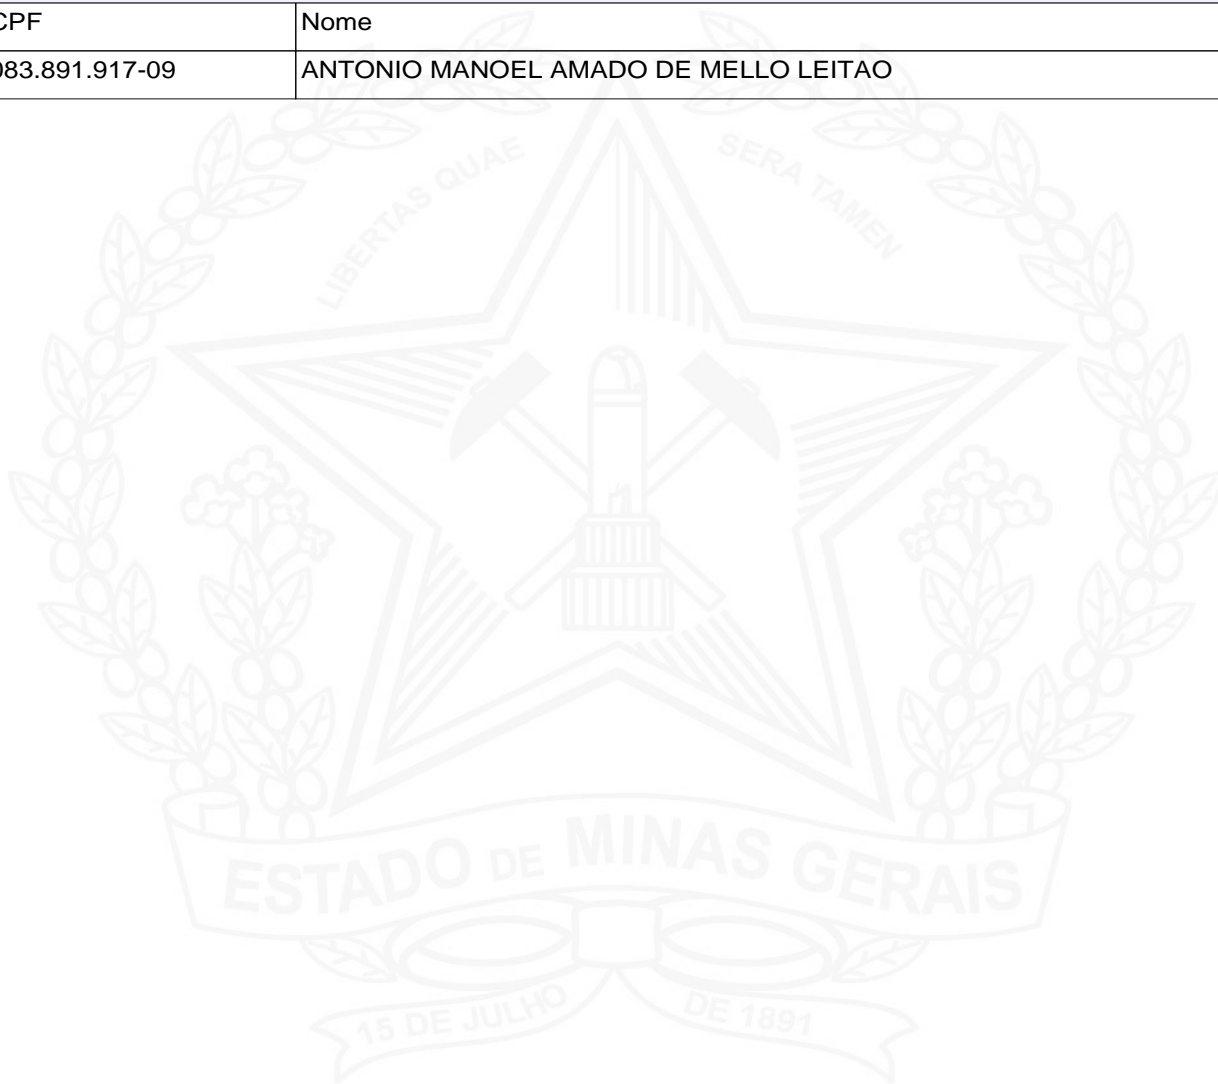 CPF Nome
083.891.917-09 ANTONIO MANOEL AMADO DE MELLO LEITAO
LIBERTAS QUAE SERA TAMEN
ESTADO DE MINAS GERAIS
15 DE JULHO DE 1891